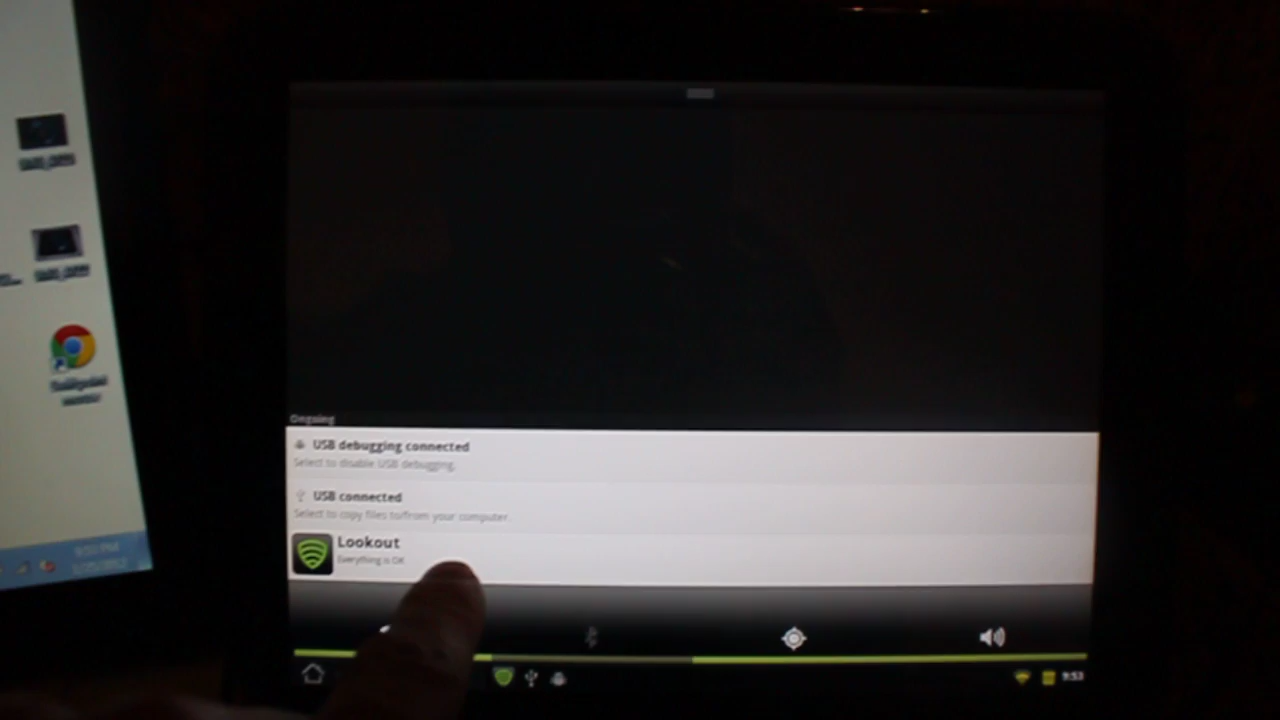 Ongoing
USB debugging connected
Select to disable USB debugging.
USB connected
Select to copy files to/from your computer.
Lookout
Everything is OK
9:53